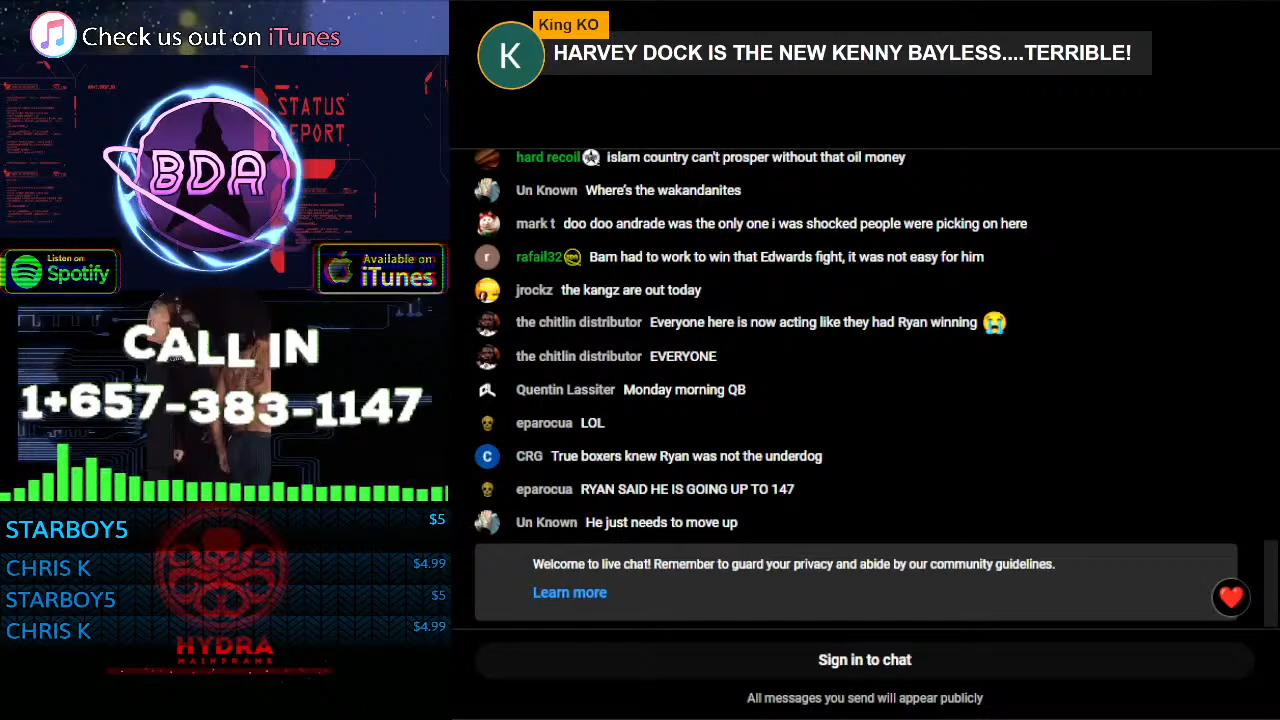 Check us out on iTunes
STATUS
REPORT
BDA
Listen on
Spotify
Available on
iTunes
CALL IN
1+657-383-1147
STARBOY5 $5
CHRIS K $4.99
STARBOY5 $5
CHRIS K $4.99
HYDRA
MAINFRAME
King KO
K HARVEY DOCK IS THE NEW KENNY BAYLESS....TERRIBLE!
hard recoil islam country can't prosper without that oil money
Un Known Where's the wakandanites
mark t doo doo andrade was the only one i was shocked people were picking on here
r rafail32 Barn had to work to win that Edwards fight, it was not easy for him
jrockz the kangz are out today
the chitlin distributor Everyone here is now acting like they had Ryan winning 😭
the chitlin distributor EVERYONE
Quentin Lassiter Monday morning QB
eparocua LOL
C CRG True boxers knew Ryan was not the underdog
eparocua RYAN SAID HE IS GOING UP TO 147
Un Known He just needs to move up
Welcome to live chat! Remember to guard your privacy and abide by our community guidelines.
Learn more
Sign in to chat
All messages you send will appear publicly